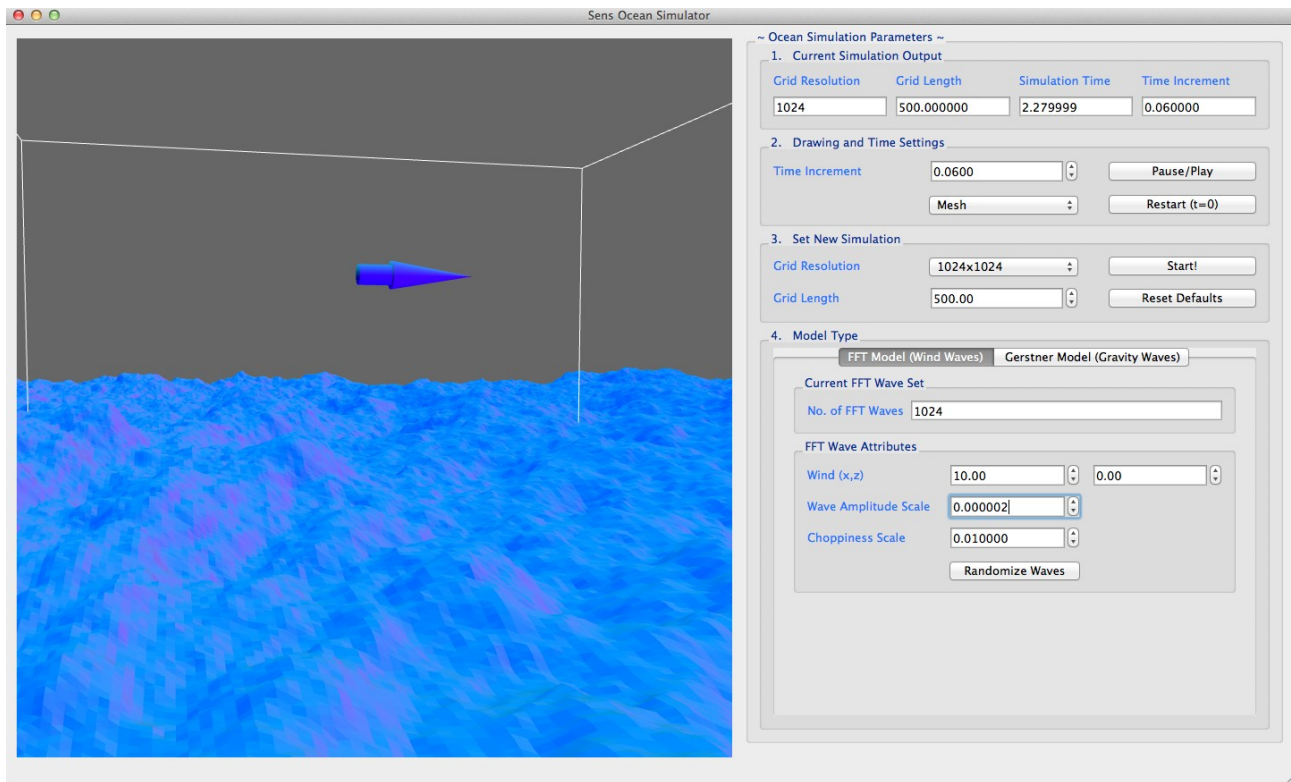 Sens Ocean Simulator
~ Ocean Simulation Parameters ~
1. Current Simulation Output
Grid Resolution Grid Length Simulation Time Time Increment
1024 500.000000 2.279999 0.060000
2. Drawing and Time Settings
Time Increment 0.0600 Pause/Play
Mesh Restart (t=0)
3. Set New Simulation
Grid Resolution 1024x1024 Start!
Grid Length 500.00 Reset Defaults
4. Model Type
FFT Model (Wind Waves) Gerstner Model (Gravity Waves)
Current FFT Wave Set
No. of FFT Waves 1024
FFT Wave Attributes
Wind (x,z) 10.00 0.00
Wave Amplitude Scale 0.000002
Choppiness Scale 0.010000
Randomize Waves